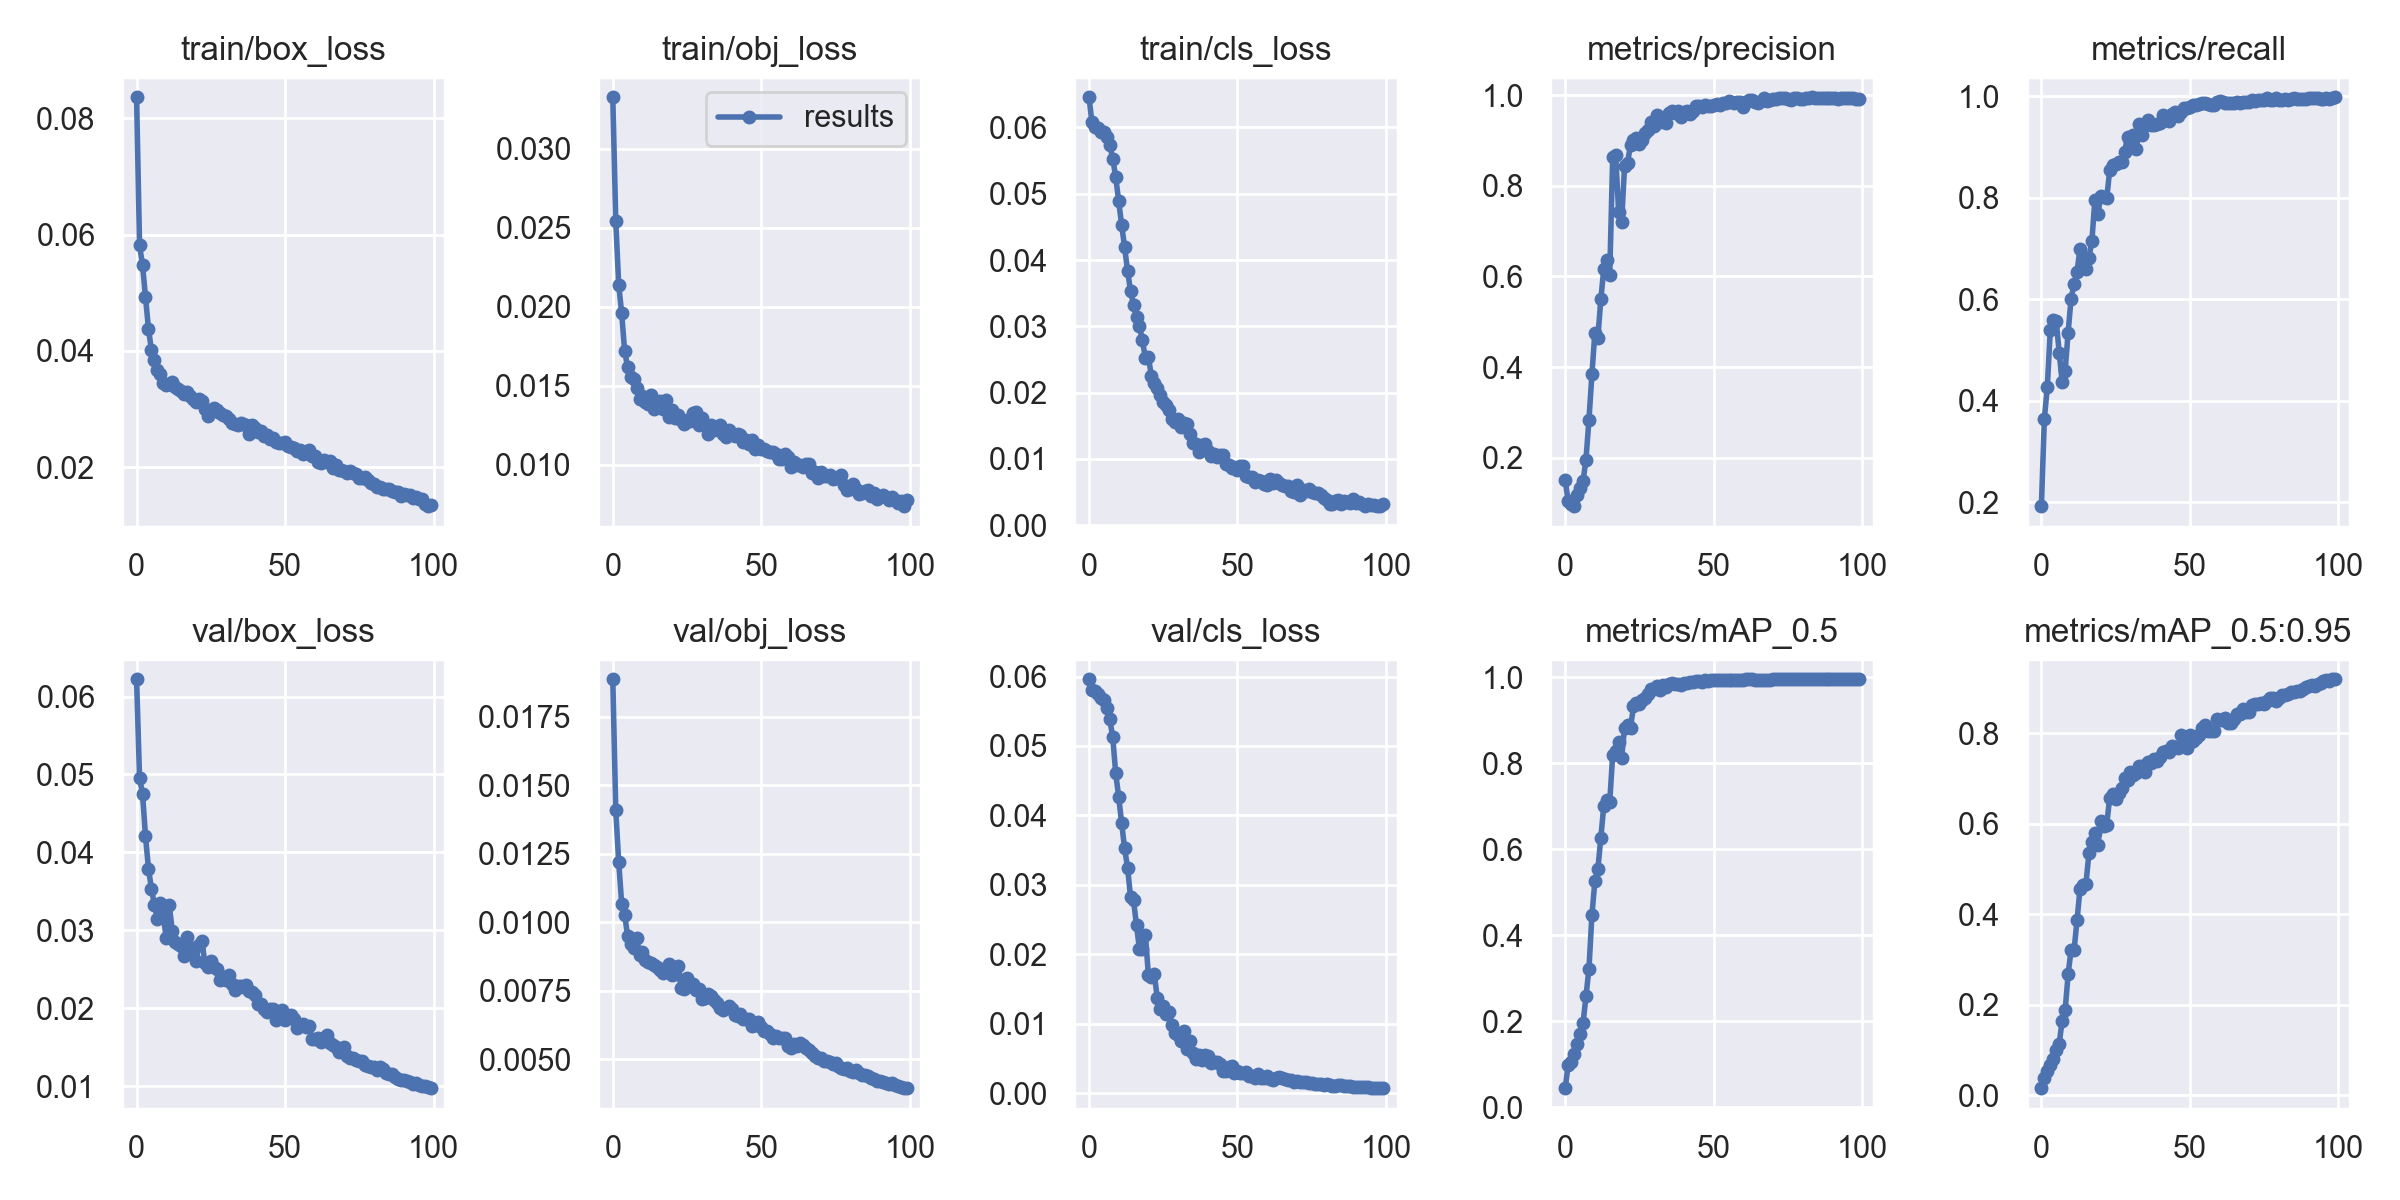 train/box_loss
0.08
0.06
0.04
0.02
0 50 100
train/obj_loss
results
0.030
0.025
0.020
0.015
0.010
0 50 100
train/cls_loss
0.06
0.05
0.04
0.03
0.02
0.01
0.00
0 50 100
metrics/precision
1.0
0.8
0.6
0.4
0.2
0 50 100
metrics/recall
1.0
0.8
0.6
0.4
0.2
0 50 100
val/box_loss
0.06
0.05
0.04
0.03
0.02
0.01
0 50 100
val/obj_loss
0.0175
0.0150
0.0125
0.0100
0.0075
0.0050
0 50 100
val/cls_loss
0.06
0.05
0.04
0.03
0.02
0.01
0.00
0 50 100
metrics/mAP_0.5
1.0
0.8
0.6
0.4
0.2
0.0
0 50 100
metrics/mAP_0.5:0.95
0.8
0.6
0.4
0.2
0.0
0 50 100